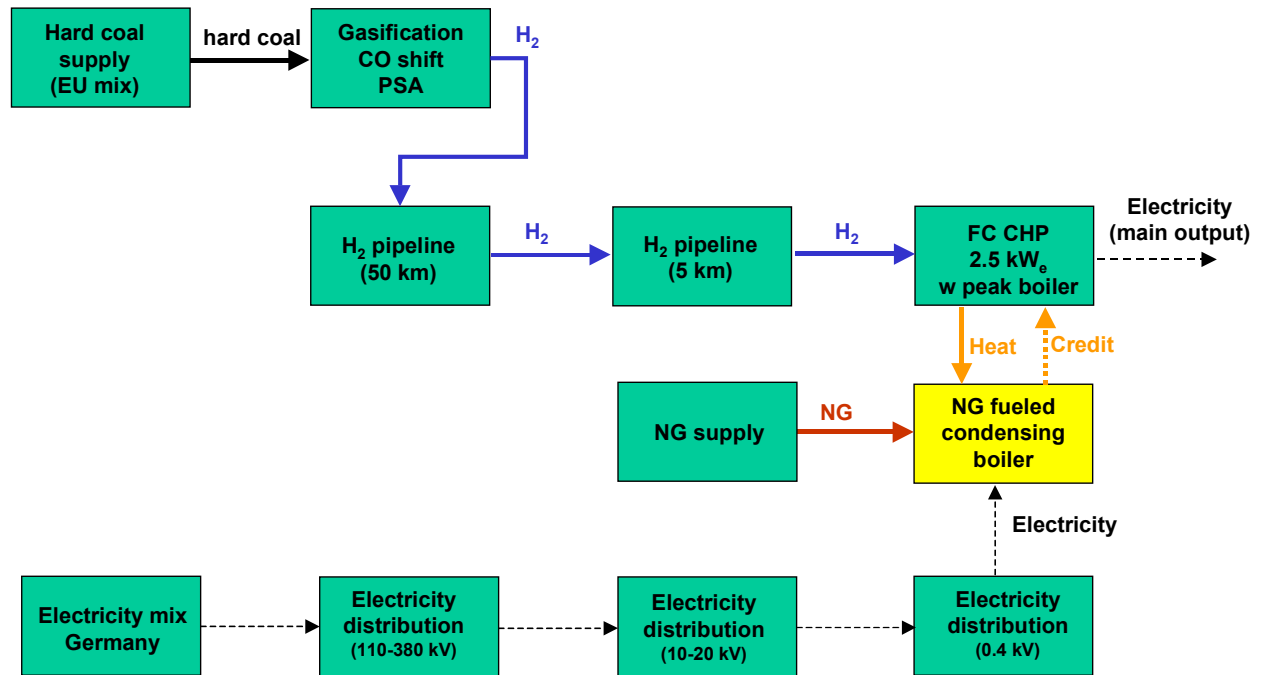 Hard coal
supply
(EU mix)
hard coal
Gasification
CO shift
PSA
H₂
H₂ pipeline
(50 km)
H₂
H₂ pipeline
(5 km)
H₂
FC CHP
2.5 kWₑ
w peak boiler
Electricity
(main output)
Heat
Credit
NG supply
NG
NG fueled
condensing
boiler
Electricity
Electricity mix
Germany
Electricity
distribution
(110-380 kV)
Electricity
distribution
(10-20 kV)
Electricity
distribution
(0.4 kV)